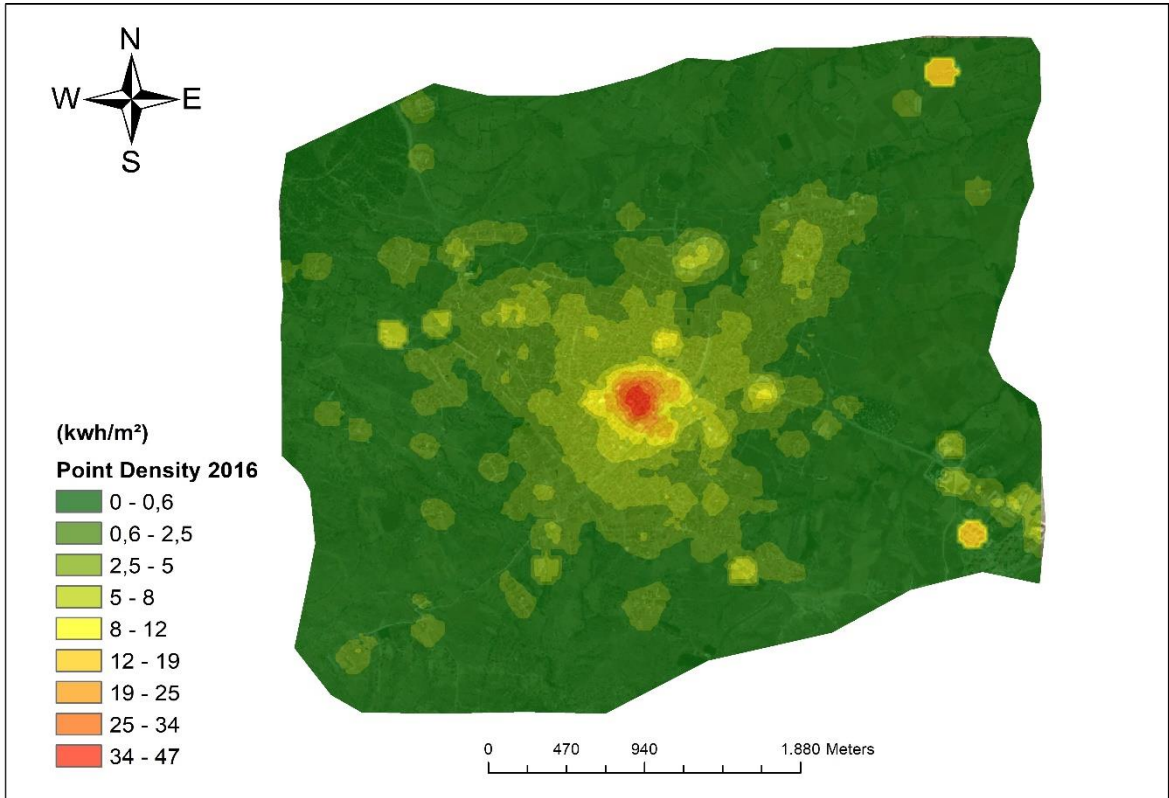 N
W E
S
(kwh/m²)
Point Density 2016
0 - 0,6
0,6 - 2,5
2,5 - 5
5 - 8
8 - 12
12 - 19
19 - 25
25 - 34
34 - 47
0 470 940 1.880 Meters